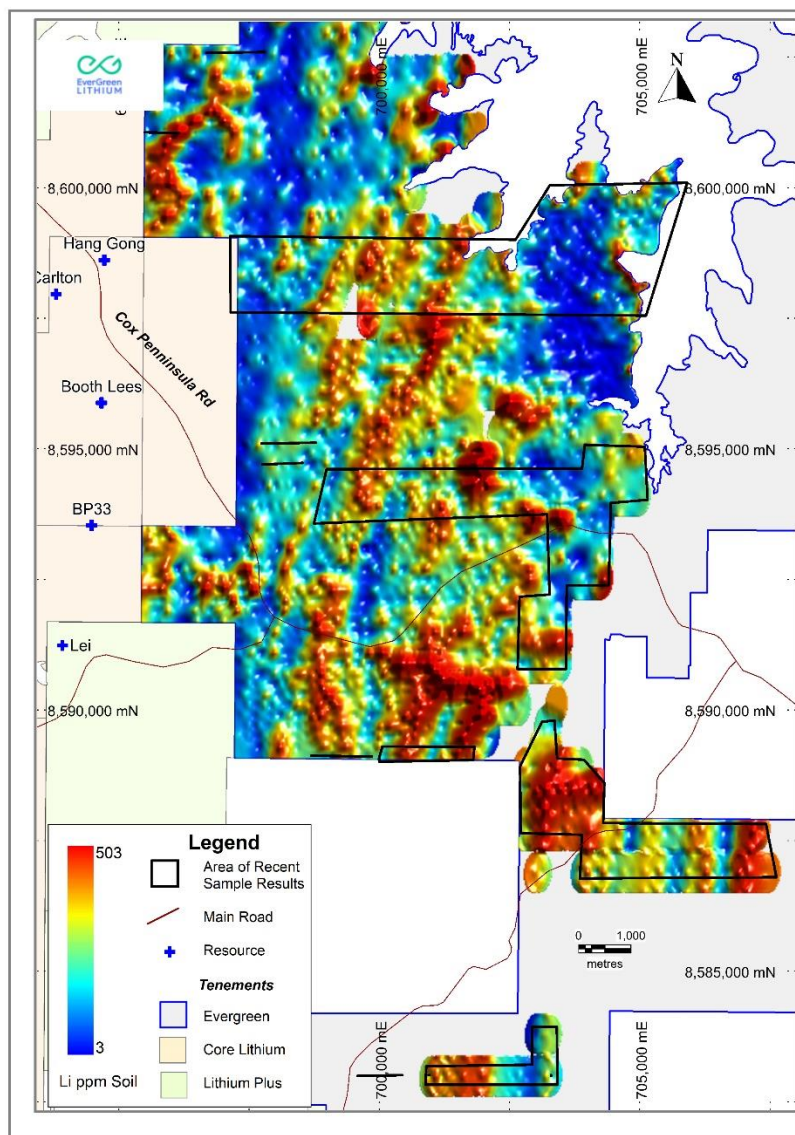 EverGreen
LITHIUM
700,000 mE
705,000 mE
N
8,600,000 mN
8,600,000 mN
Hang Gong
Carlton
Cox Penninsula Rd
Booth Lees
8,595,000 mN
8,595,000 mN
BP33
Lei
8,590,000 mN
8,590,000 mN
Legend
503
Area of Recent
Sample Results
Main Road
Resource
Tenements
Evergreen
3
Core Lithium
Li ppm Soil
Lithium Plus
0 1,000
metres
8,585,000 mN
700,000 mE
705,000 mE